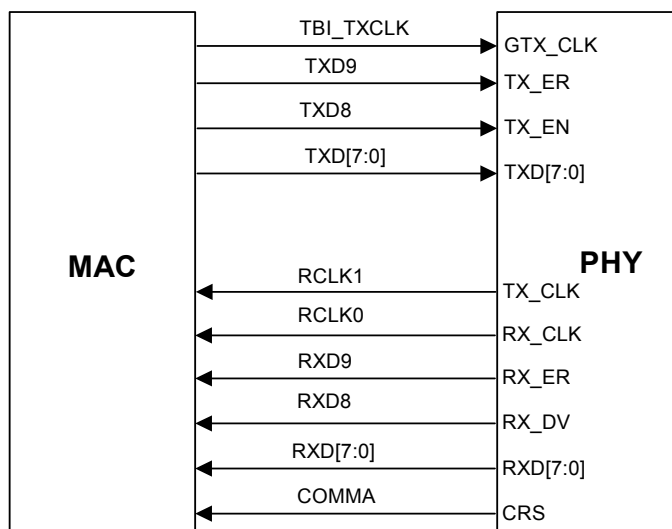 TBI_TXCLK
GTX_CLK
TXD9
TX_ER
TXD8
TX_EN
TXD[7:0]
TXD[7:0]
MAC
PHY
RCLK1
TX_CLK
RCLK0
RX_CLK
RXD9
RX_ER
RXD8
RX_DV
RXD[7:0]
RXD[7:0]
COMMA
CRS